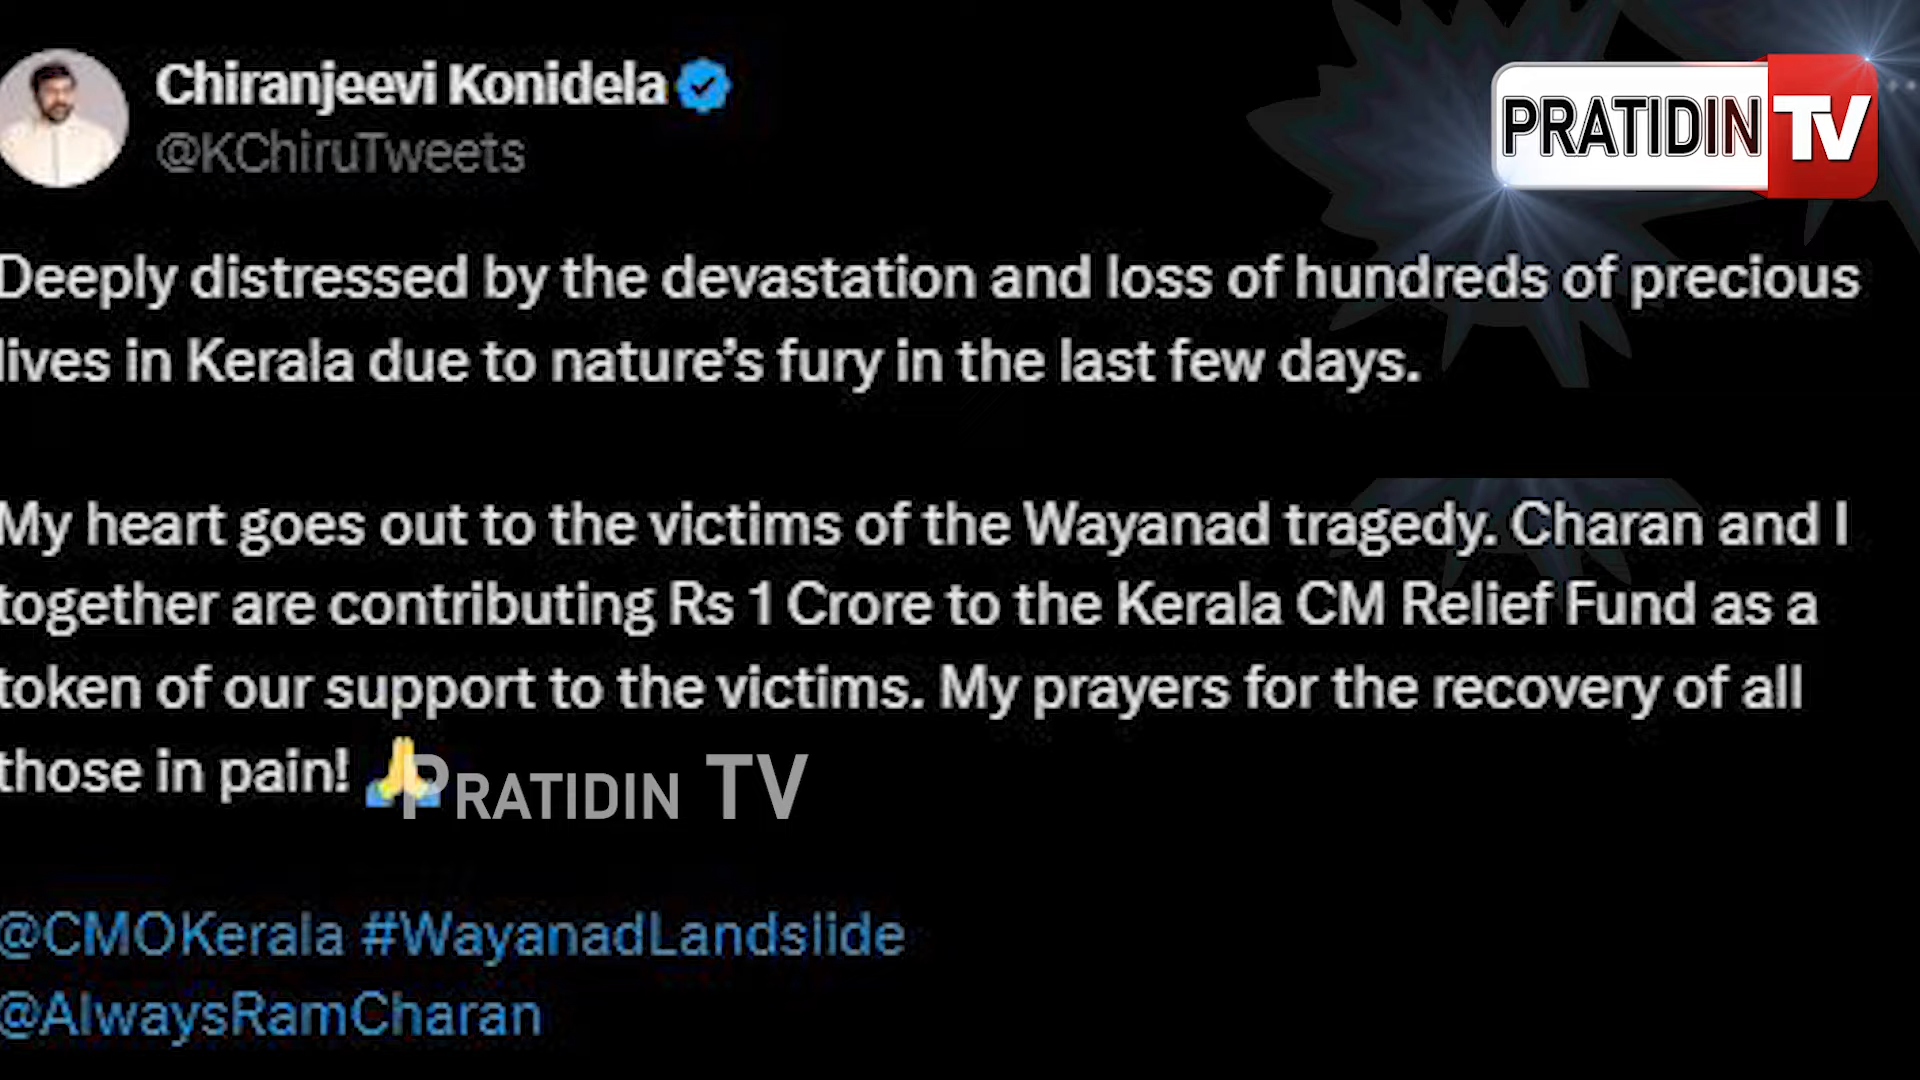 Chiranjeevi Konidela
@KChiruTweets
PRATIDIN TV
Deeply distressed by the devastation and loss of hundreds of precious
lives in Kerala due to nature’s fury in the last few days.
My heart goes out to the victims of the Wayanad tragedy. Charan and I
together are contributing Rs 1 Crore to the Kerala CM Relief Fund as a
token of our support to the victims. My prayers for the recovery of all
those in pain! 🙏
PRATIDIN TV
@CMOKerala #WayanadLandslide
@AlwaysRamCharan